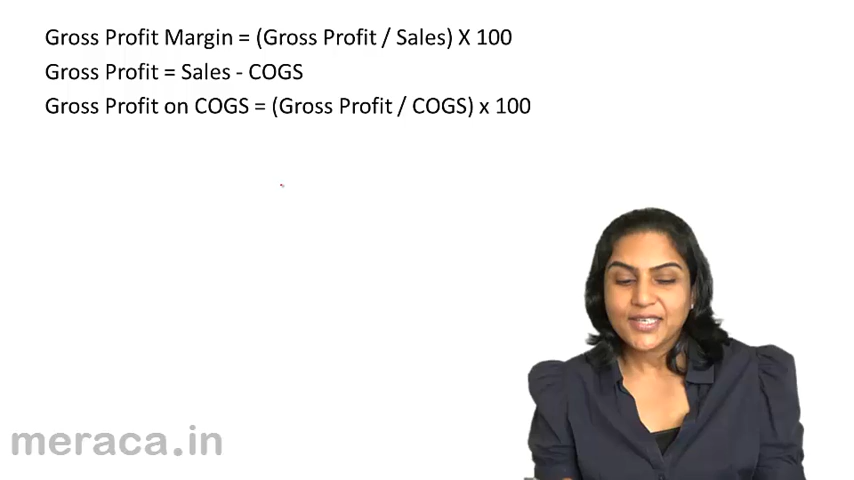 Gross Profit Margin = (Gross Profit / Sales) X 100
Gross Profit = Sales - COGS
Gross Profit on COGS = (Gross Profit / COGS) x 100
meraca.in